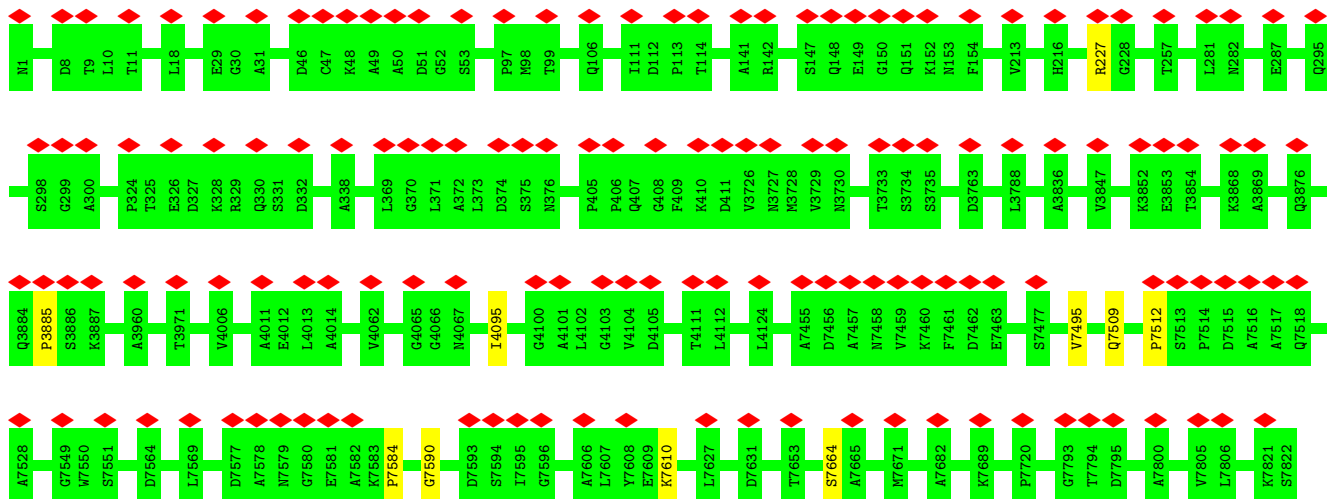 N1 D8 T9 L10 T11 L18 E29 G30 A31 D46 C47 K48 A49 A50 D51 G52 S53 P97 M98 T99 Q106 I111 D112 P113 T114 A141 R142 S147 Q148 E149 G150 Q151 K152 N153 F154 V213 H216 R227 G228 T257 L281 N282 E287 Q295
S298 G299 A300 P324 T325 E326 D327 K328 R329 Q330 S331 D332 A338 L369 G370 L371 A372 L373 D374 S375 N376 P405 P406 Q407 G408 F409 K410 D411 V3726 N3727 M3728 V3729 N3730 T3733 S3734 S3735 D3763 L3788 A3836 V3847 K3852 E3853 T3854 K3868 A3869 Q3876
Q3884 P3885 S3886 K3887 A3960 T3971 V4006 A4011 E4012 L4013 A4014 V4062 G4065 G4066 N4067 I4095 G4100 A4101 L4102 G4103 V4104 D4105 T4111 L4112 L4124 A7455 D7456 A7457 N7458 V7459 K7460 F7461 D7462 E7463 S7477 V7495 Q7509 P7512 S7513 P7514 D7515 A7516 A7517 Q7518
A7528 G7549 W7550 S7551 D7564 L7569 D7577 A7578 N7579 G7580 E7581 A7582 K7583 P7584 G7590 D7593 S7594 I7595 G7596 A7606 L7607 Y7608 E7609 K7610 L7627 D7631 T7653 S7664 A7665 M7671 A7682 K7689 P7720 G7793 T7794 D7795 A7800 V7805 L7806 K7821 S7822